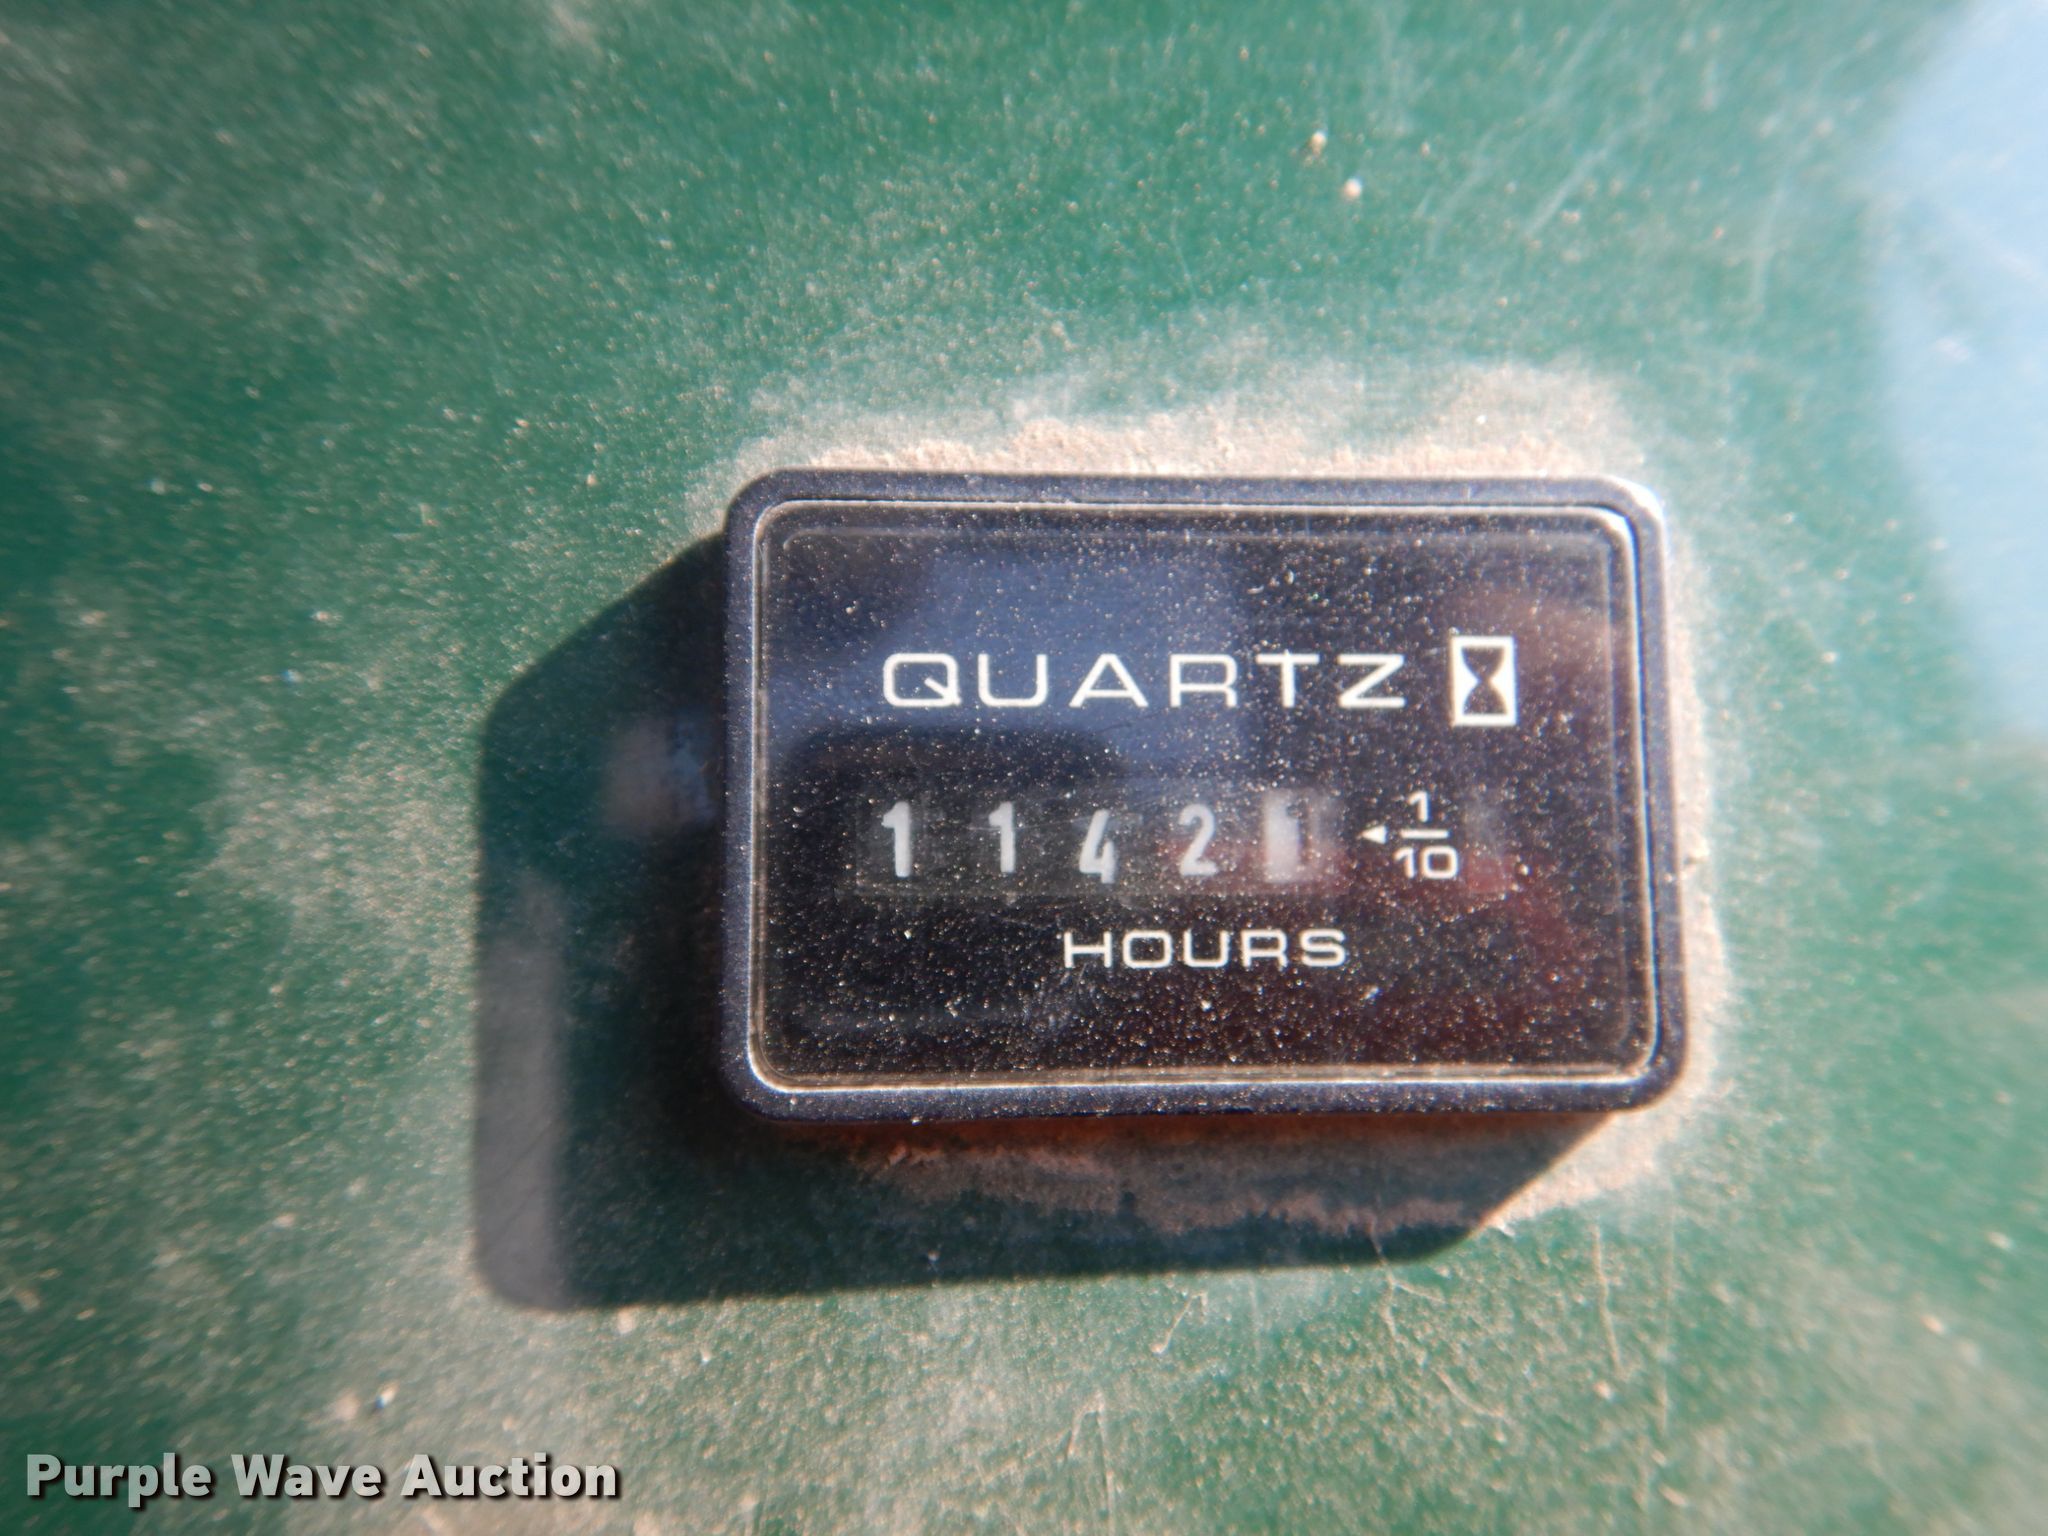 QUARTZ
1142 1/10
HOURS
Purple Wave Auction